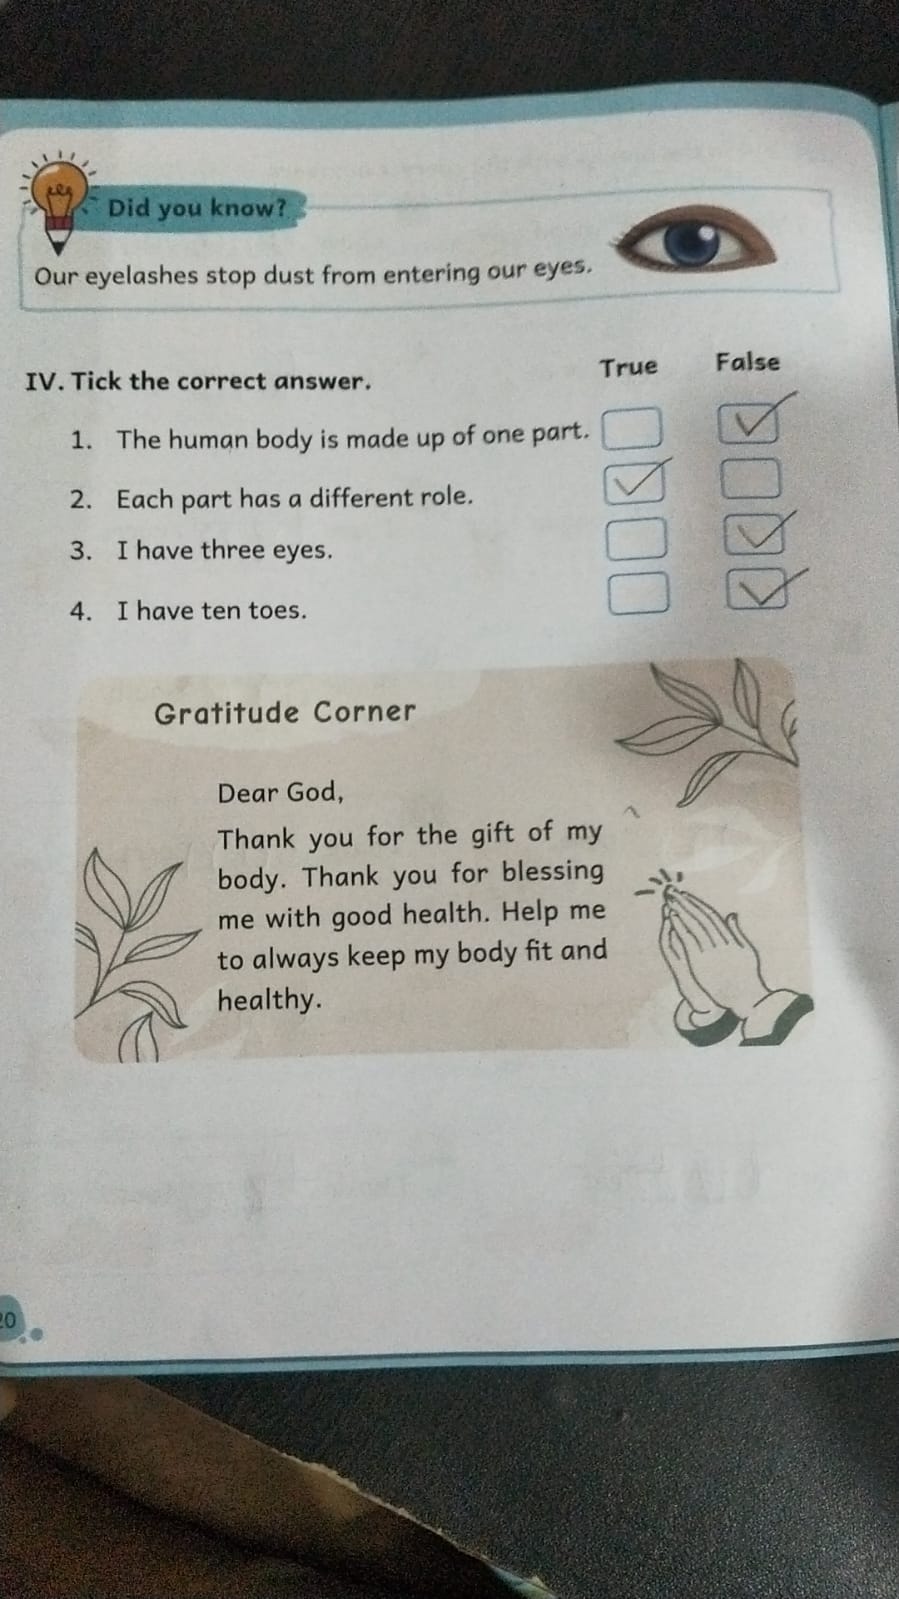 Did you know?
Our eyelashes stop dust from entering our eyes.
IV. Tick the correct answer. True False
1. The human body is made up of one part.
2. Each part has a different role.
3. I have three eyes.
4. I have ten toes.
Gratitude Corner
Dear God,
Thank you for the gift of my
body. Thank you for blessing
me with good health. Help me
to always keep my body fit and
healthy.
20